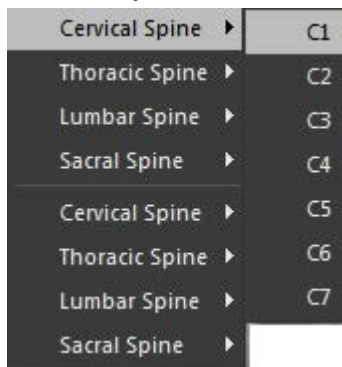 Cervical Spine
Thoracic Spine
Lumbar Spine
Sacral Spine
Cervical Spine
Thoracic Spine
Lumbar Spine
Sacral Spine
C1
C2
C3
C4
C5
C6
C7